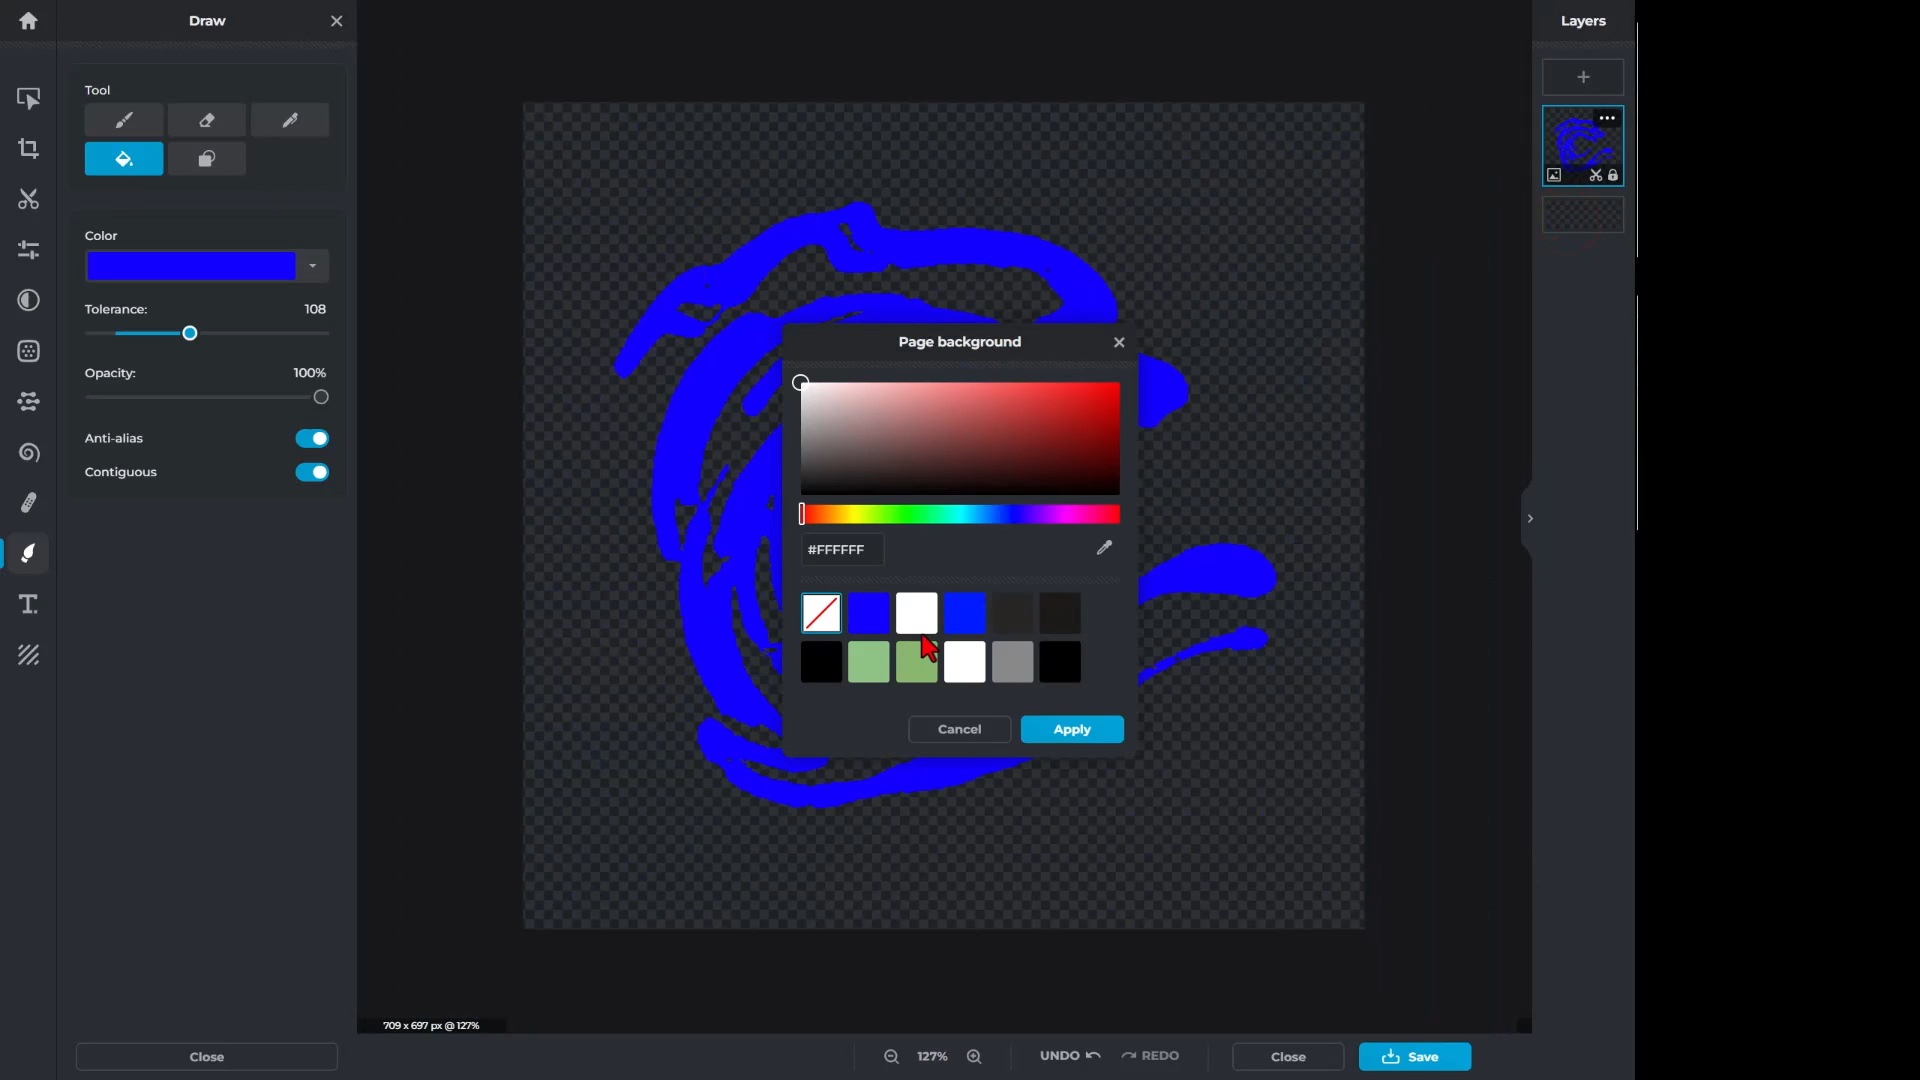 Draw
Layers
Tool
Color
Tolerance: 108
Opacity: 100%
Anti-alias
Contiguous
Page background
#FFFFFF
Cancel
Apply
709 x 697 px @ 127%
Close
127%
UNDO
REDO
Close
Save